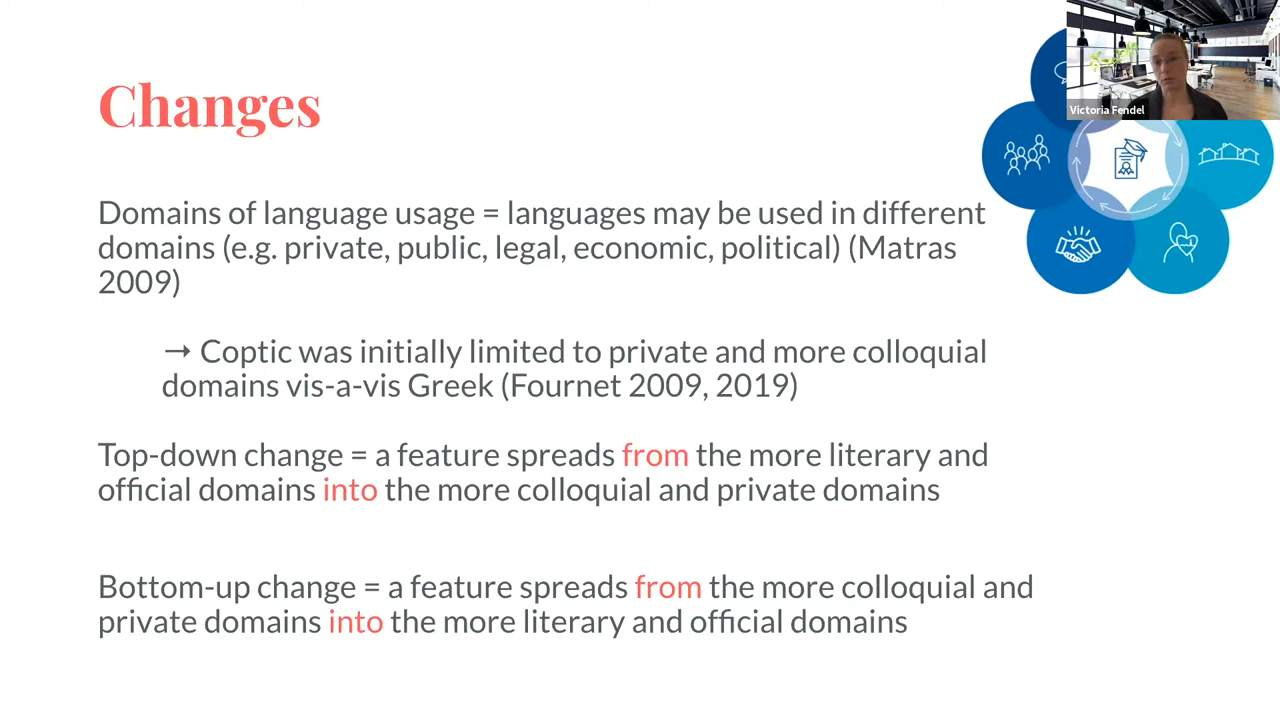 Changes
Victoria Fendel
Domains of language usage = languages may be used in different
domains (e.g. private, public, legal, economic, political) (Matras
2009)
→ Coptic was initially limited to private and more colloquial
domains vis-a-vis Greek (Fournet 2009, 2019)
Top-down change = a feature spreads from the more literary and
official domains into the more colloquial and private domains
Bottom-up change = a feature spreads from the more colloquial and
private domains into the more literary and official domains